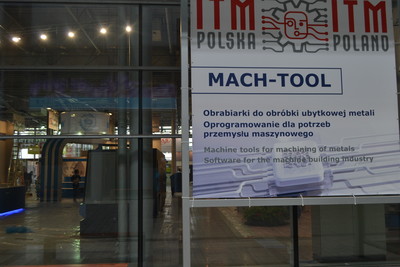 ITM ITM
POLSKA POLAND
MACH-TOOL
Obrabiarki do obróbki ubytkowej metali
Oprogramowanie dla potrzeb
przemysłu maszynowego
Machine tools for machining of metals
Software for the machine building industry